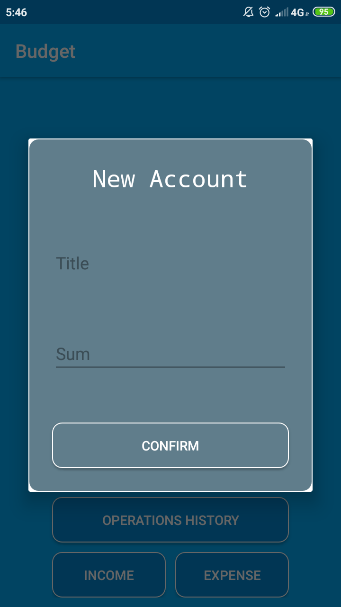 5:46
4G
95
Budget
New Account
Title
Sum
CONFIRM
OPERATIONS HISTORY
INCOME
EXPENSE